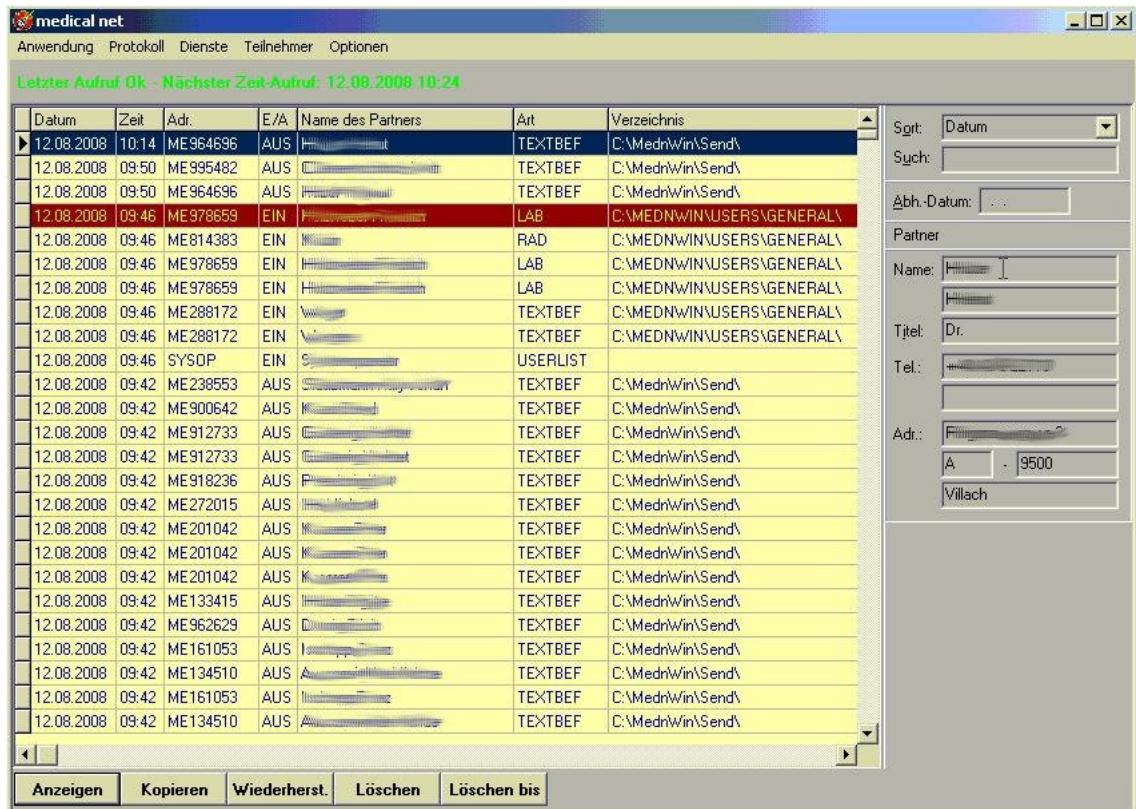 medical net
Anwendung Protokoll Dienste Teilnehmer Optionen
Letzter Aufruf Ok - Nächster Zeit-Aufruf: 12.08.2008 10:24
Datum Zeit Adr. E/A Name des Partners Art Verzeichnis
12.08.2008 10:14 ME964696 AUS TEXTBEF C:\MednWin\Send\
12.08.2008 09:50 ME995482 AUS TEXTBEF C:\MednWin\Send\
12.08.2008 09:50 ME964696 AUS TEXTBEF C:\MednWin\Send\
12.08.2008 09:46 ME978659 EIN LAB C:\MEDNWIN\USERS\GENERAL\
12.08.2008 09:46 ME814383 EIN RAD C:\MEDNWIN\USERS\GENERAL\
12.08.2008 09:46 ME978659 EIN LAB C:\MEDNWIN\USERS\GENERAL\
12.08.2008 09:46 ME978659 EIN LAB C:\MEDNWIN\USERS\GENERAL\
12.08.2008 09:46 ME288172 EIN TEXTBEF C:\MEDNWIN\USERS\GENERAL\
12.08.2008 09:46 ME288172 EIN TEXTBEF C:\MEDNWIN\USERS\GENERAL\
12.08.2008 09:46 SYSOP EIN USERLIST
12.08.2008 09:42 ME238553 AUS TEXTBEF C:\MednWin\Send\
12.08.2008 09:42 ME900642 AUS TEXTBEF C:\MednWin\Send\
12.08.2008 09:42 ME912733 AUS TEXTBEF C:\MednWin\Send\
12.08.2008 09:42 ME912733 AUS TEXTBEF C:\MednWin\Send\
12.08.2008 09:42 ME918236 AUS TEXTBEF C:\MednWin\Send\
12.08.2008 09:42 ME272015 AUS TEXTBEF C:\MednWin\Send\
12.08.2008 09:42 ME201042 AUS TEXTBEF C:\MednWin\Send\
12.08.2008 09:42 ME201042 AUS TEXTBEF C:\MednWin\Send\
12.08.2008 09:42 ME201042 AUS TEXTBEF C:\MednWin\Send\
12.08.2008 09:42 ME133415 AUS TEXTBEF C:\MednWin\Send\
12.08.2008 09:42 ME962629 AUS TEXTBEF C:\MednWin\Send\
12.08.2008 09:42 ME161053 AUS TEXTBEF C:\MednWin\Send\
12.08.2008 09:42 ME134510 AUS TEXTBEF C:\MednWin\Send\
12.08.2008 09:42 ME161053 AUS TEXTBEF C:\MednWin\Send\
12.08.2008 09:42 ME134510 AUS TEXTBEF C:\MednWin\Send\
Sort: Datum
Such:
Abh.-Datum: . .
Partner
Name:
Titel: Dr.
Tel.:
Adr.:
A - 9500
Villach
Anzeigen Kopieren Wiederherst. Löschen Löschen bis